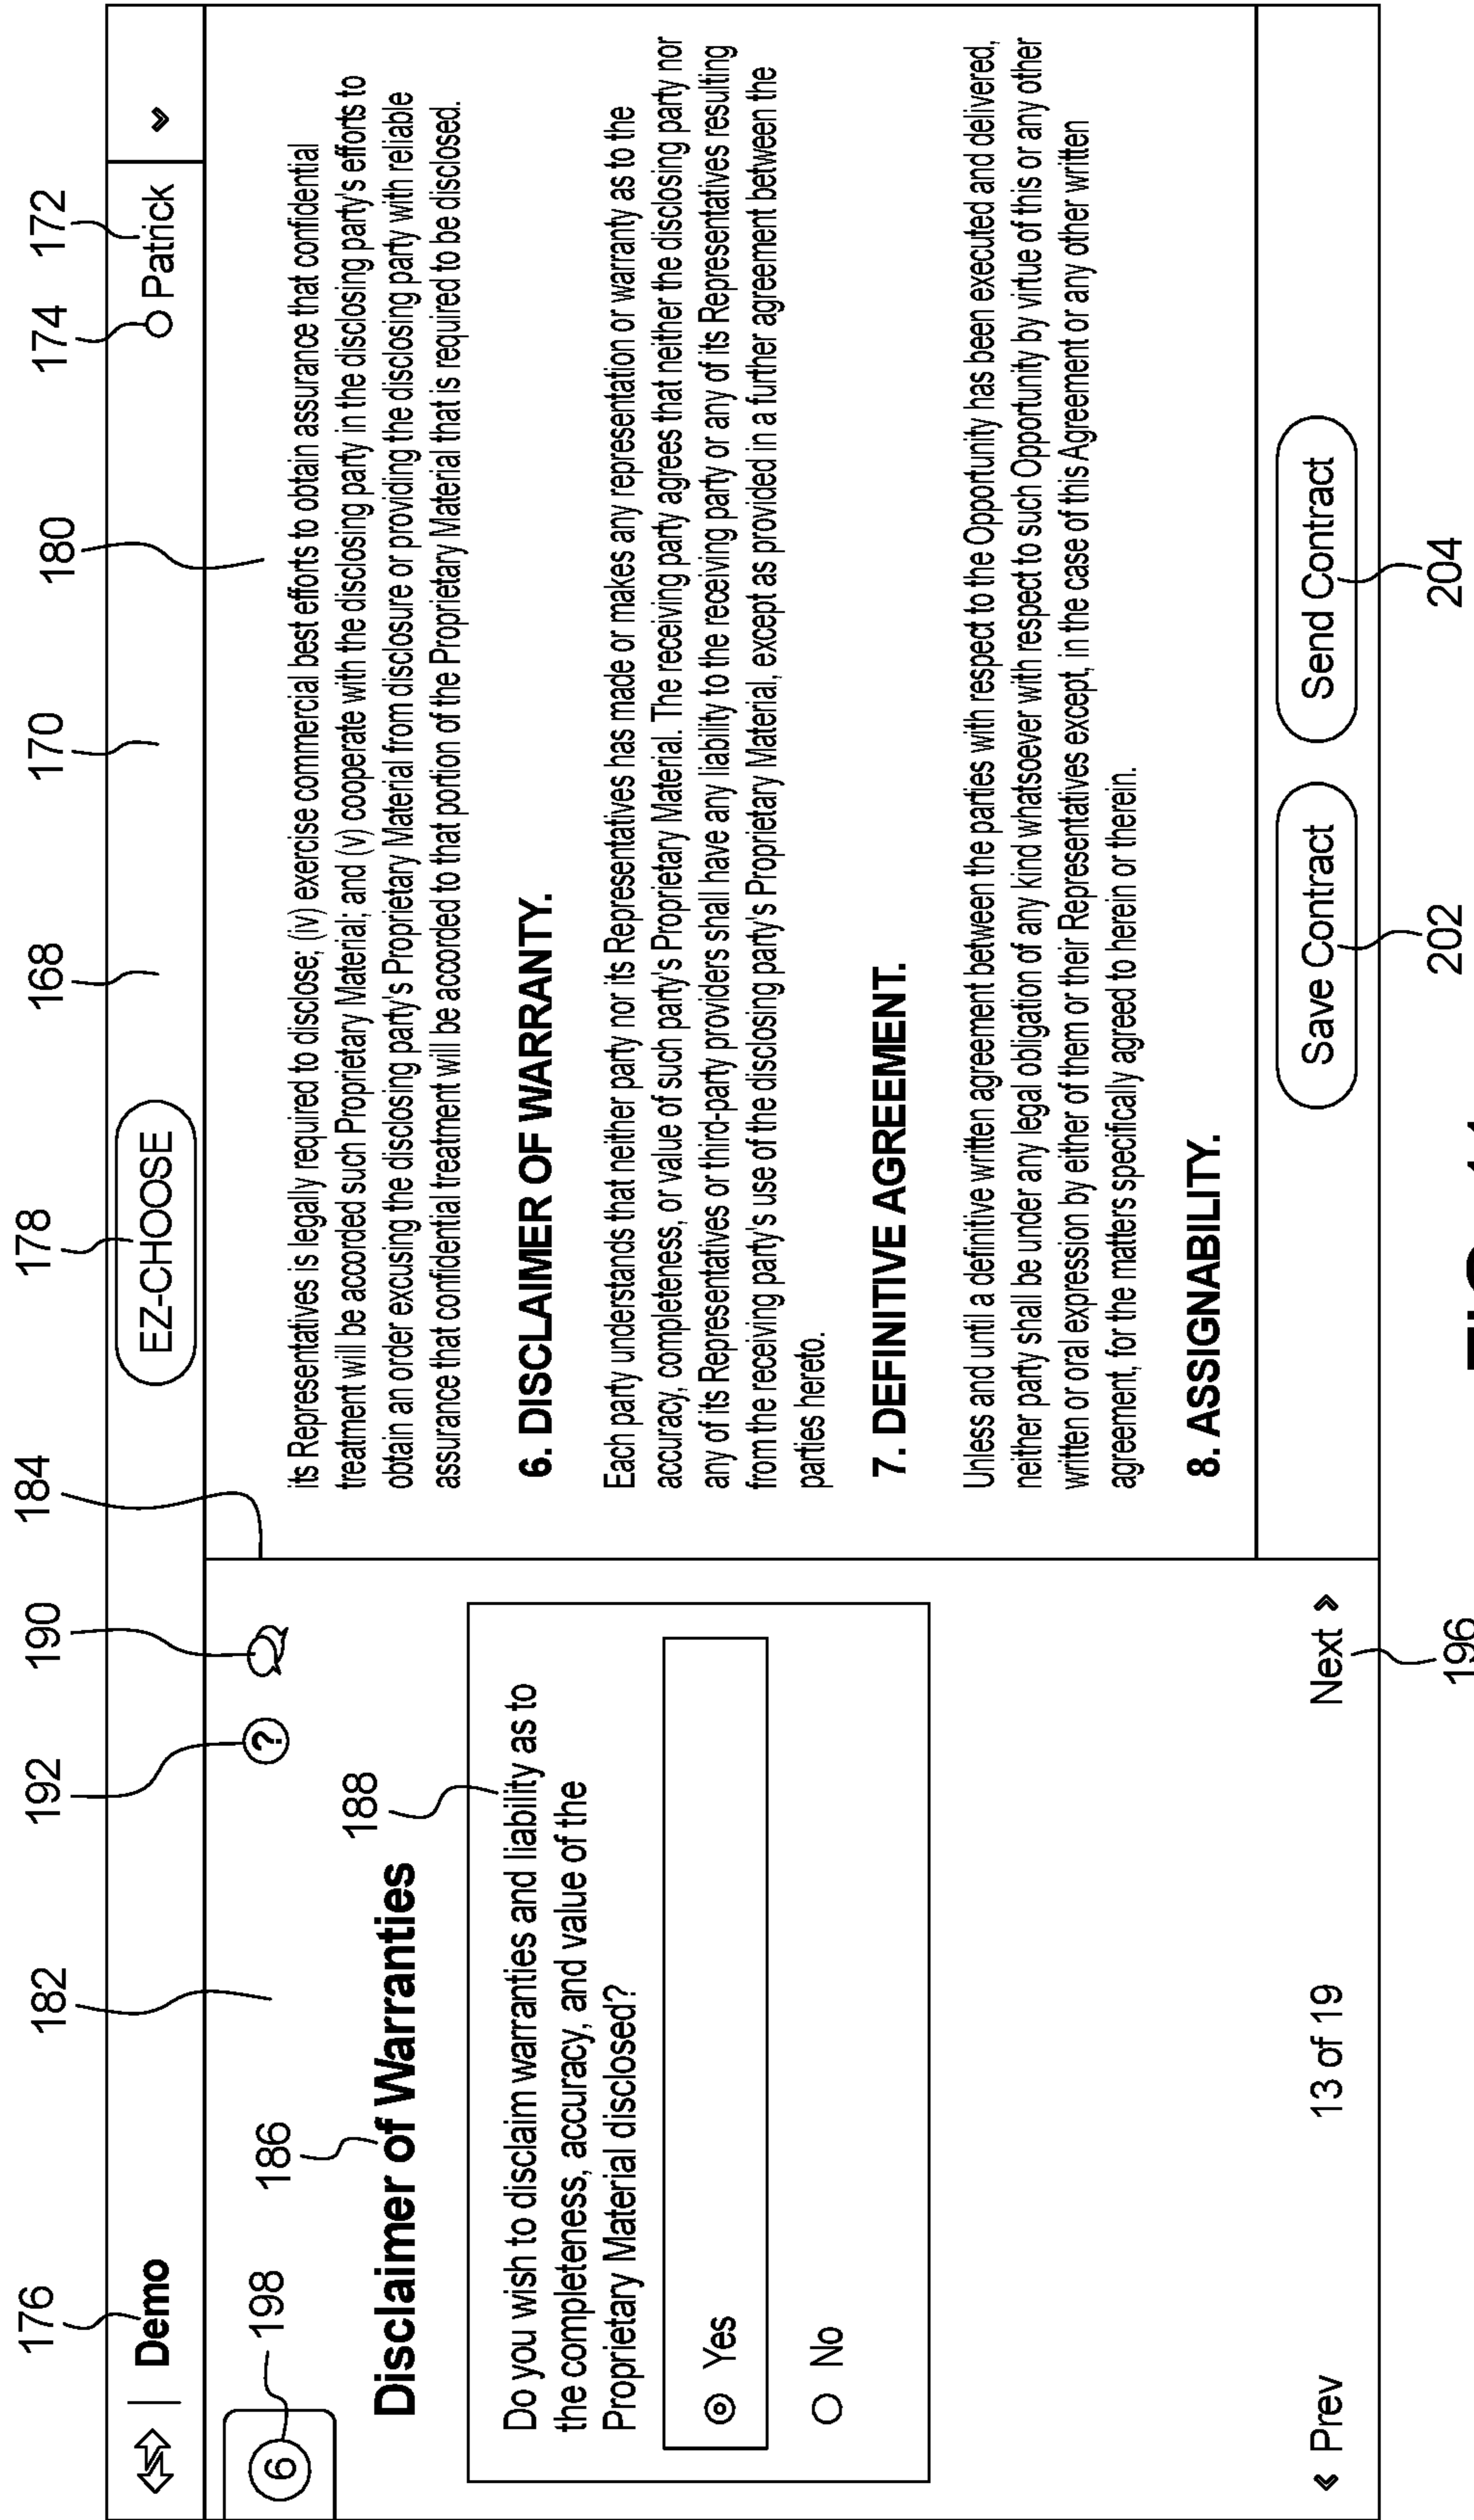 176
182
192
190
184
178
168
170
180
174
172
Demo
EZ-CHOOSE
Patrick
6
198
?
186
188
Disclaimer of Warranties
Do you wish to disclaim warranties and liability as to
the completeness, accuracy, and value of the
Proprietary Material disclosed?
Yes
No
« Prev
13 of 19
Next »
196
its Representatives is legally required to disclose; (iv) exercise commercial best efforts to obtain assurance that confidential
treatment will be accorded such Proprietary Material; and (v) cooperate with the disclosing party in the disclosing party's efforts to
obtain an order excusing the disclosing party's Proprietary Material from disclosure or providing the disclosing party with reliable
assurance that confidential treatment will be accorded to that portion of the Proprietary Material that is required to be disclosed.
6. DISCLAIMER OF WARRANTY.
Each party understands that neither party nor its Representatives has made or makes any representation or warranty as to the
accuracy, completeness, or value of such party's Proprietary Material. The receiving party agrees that neither the disclosing party nor
any of its Representatives or third-party providers shall have any liability to the receiving party or any of its Representatives resulting
from the receiving party's use of the disclosing party's Proprietary Material, except as provided in a further agreement between the
parties hereto.
7. DEFINITIVE AGREEMENT.
Unless and until a definitive written agreement between the parties with respect to the Opportunity has been executed and delivered,
neither party shall be under any legal obligation of any kind whatsoever with respect to such Opportunity by virtue of this or any other
written or oral expression by either of them or their Representatives except, in the case of this Agreement or any other written
agreement, for the matters specifically agreed to herein or therein.
8. ASSIGNABILITY.
Save Contract
Send Contract
202
204